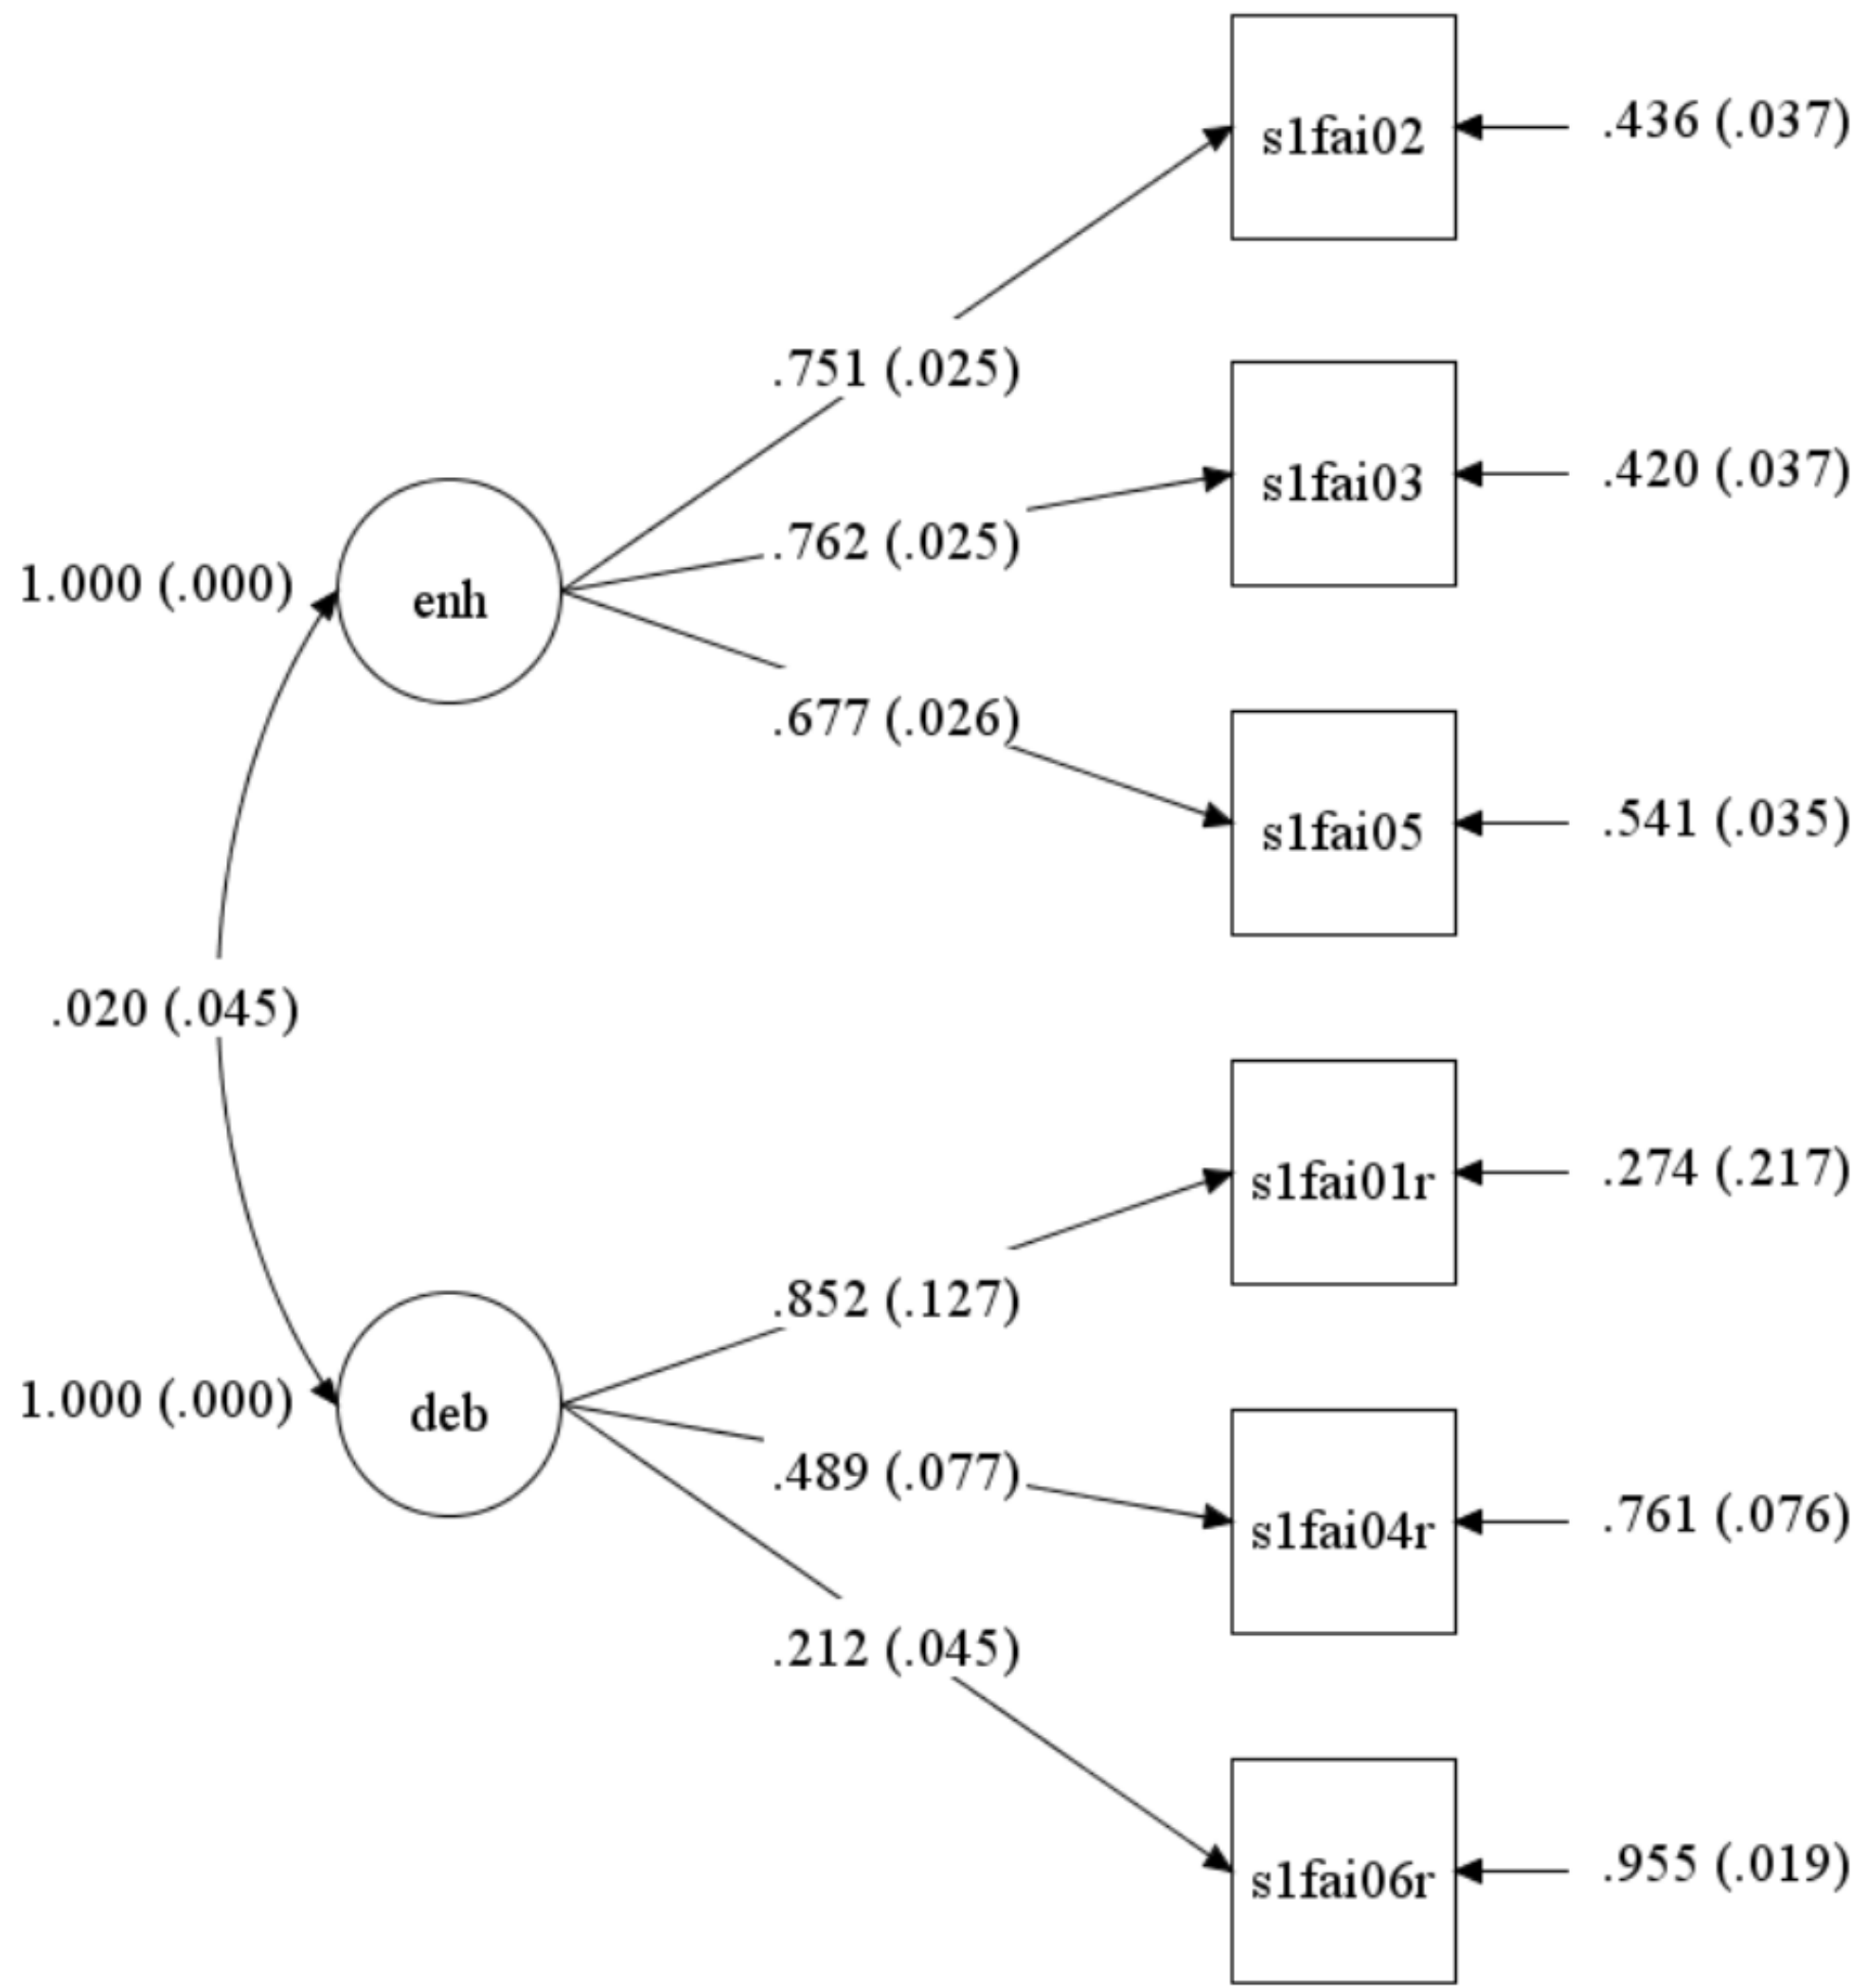 s1fai02
.436 (.037)
.751 (.025)
s1fai03
.420 (.037)
.762 (.025)
1.000 (.000)
enh
.677 (.026)
s1fai05
.541 (.035)
.020 (.045)
s1fai01r
.274 (.217)
.852 (.127)
1.000 (.000)
deb
.489 (.077)
s1fai04r
.761 (.076)
.212 (.045)
s1fai06r
.955 (.019)